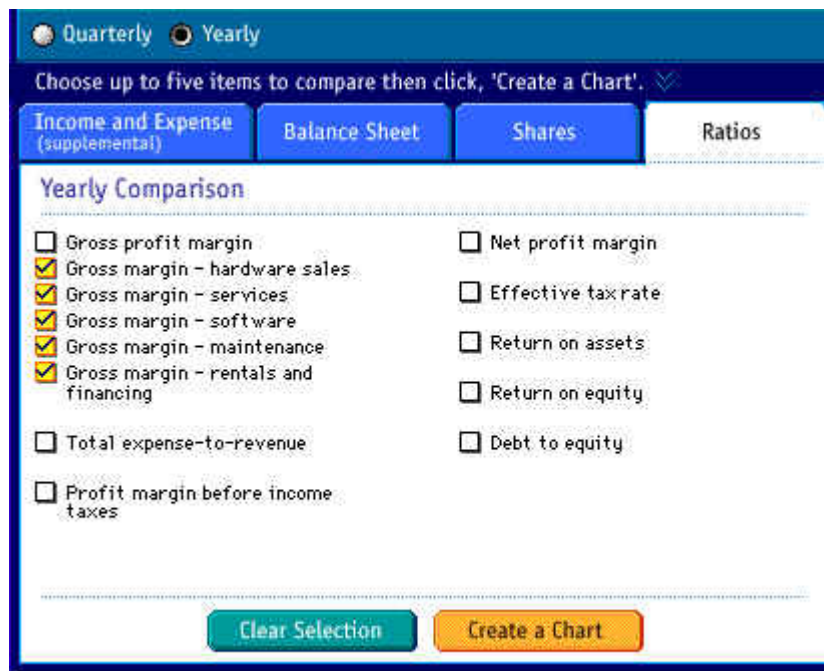 Quarterly Yearly
Choose up to five items to compare then click, 'Create a Chart'.
Income and Expense
(supplemental)
Balance Sheet
Shares
Ratios
Yearly Comparison
Gross profit margin
Gross margin - hardware sales
Gross margin - services
Gross margin - software
Gross margin - maintenance
Gross margin - rentals and
financing
Total expense-to-revenue
Profit margin before income
taxes
Net profit margin
Effective tax rate
Return on assets
Return on equity
Debt to equity
Clear Selection
Create a Chart